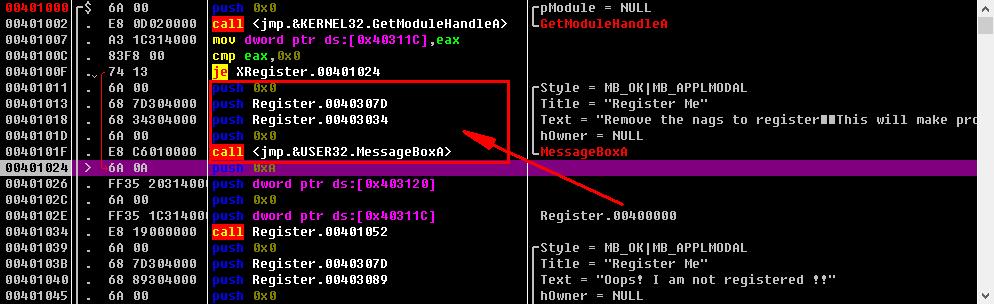 00401000 ┌$ 6A 00 push 0x0 ┌pModule = NULL
00401002 . E8 0D020000 call <jmp.&KERNEL32.GetModuleHandleA> └GetModuleHandleA
00401007 . A3 1C314000 mov dword ptr ds:[0x40311C],eax
0040100C . 83F8 00 cmp eax,0x0
0040100F . 74 13 je XRegister.00401024
00401011 . 6A 00 push 0x0 ┌Style = MB_OK|MB_APPLMODAL
00401013 . 68 7D304000 push Register.0040307D Title = "Register Me"
00401018 . 68 34304000 push Register.00403034 Text = "Remove the nags to register■■This will make pro
0040101D . 6A 00 push 0x0 hOwner = NULL
0040101F . E8 C6010000 call <jmp.&USER32.MessageBoxA> └MessageBoxA
00401024 > 6A 0A push 0xA
00401026 . FF35 20314000 push dword ptr ds:[0x403120]
0040102C . 6A 00 push 0x0
0040102E . FF35 1C314000 push dword ptr ds:[0x40311C] Register.00400000
00401034 . E8 19000000 call Register.00401052
00401039 . 6A 00 push 0x0 ┌Style = MB_OK|MB_APPLMODAL
0040103B . 68 7D304000 push Register.0040307D Title = "Register Me"
00401040 . 68 89304000 push Register.00403089 Text = "Oops! I am not registered !!"
00401045 . 6A 00 push 0x0 hOwner = NULL